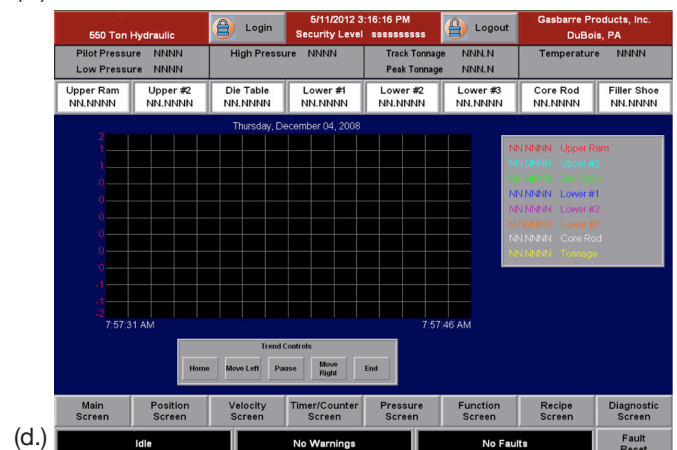 550 Ton Hydraulic
Login
5/11/2012 3:16:16 PM
Security Level ssssssssss
Logout
Gasbarre Products, Inc.
DuBois, PA
Pilot Pressure NNNN
Low Pressure NNNN
High Pressure NNNN
Track Tonnage NNN.N
Peak Tonnage NNN.N
Temperature NNNN
Upper Ram Upper #2 Die Table Lower #1 Lower #2 Lower #3 Core Rod Filler Shoe
NN.NNNN NN.NNNN NN.NNNN NN.NNNN NN.NNNN NN.NNNN NN.NNNN NN.NNNN
Thursday, December 04, 2008
2
1
1
0
0
0
0
0
0
-1
-2
7:57:31 AM 7:57:46 AM
NN.NNNN Upper Ram
NN.NNNN Upper #2
NN.NNNN Die Table
NN.NNNN Lower #1
NN.NNNN Lower #2
NN.NNNN Lower #3
NN.NNNN Core Rod
NN.NNNN Tonnage
Trend Controls
Home Move Left Pause Move Right End
Main Screen Position Screen Velocity Screen Timer/Counter Screen Pressure Screen Function Screen Recipe Screen Diagnostic Screen
(d.)
Idle No Warnings No Faults Fault Reset